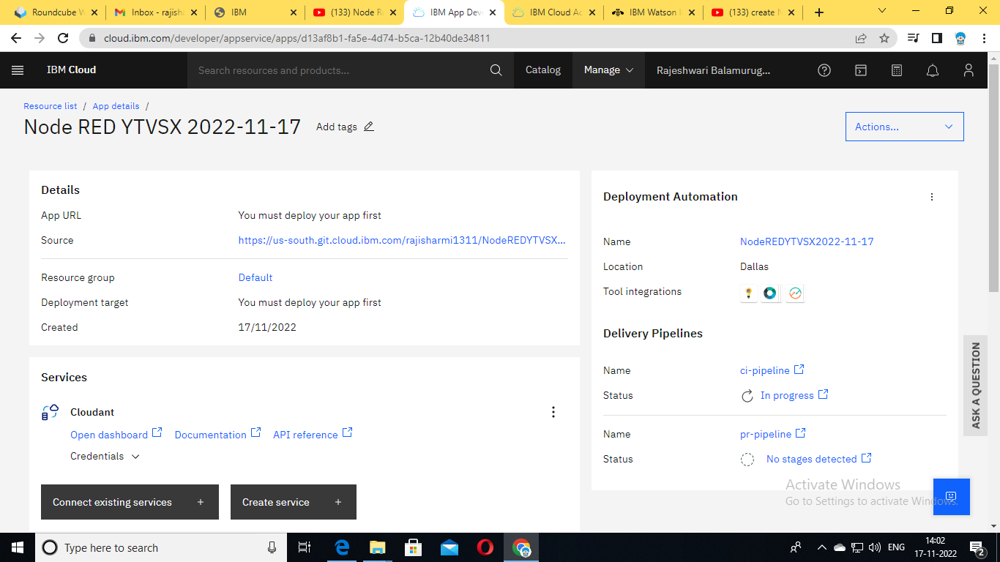 Roundcube W
Inbox - rajish
IBM
(133) Node R
IBM App Dev
IBM Cloud Ac
IBM Watson
(133) create N
cloud.ibm.com/developer/appservice/apps/d13af8b1-fa5e-4d74-b5ca-12b40de34811
IBM Cloud
Search resources and products...
Catalog
Manage
Rajeshwari Balamurug...
Resource list / App details /
Node RED YTVSX 2022-11-17
Add tags
Actions...
Details
App URL
You must deploy your app first
Source
https://us-south.git.cloud.ibm.com/rajisharmi1311/NodeREDYTVSX...
Resource group
Default
Deployment target
You must deploy your app first
Created
17/11/2022
Services
Cloudant
Open dashboard
Documentation
API reference
Credentials
Connect existing services +
Create service +
Deployment Automation
Name
NodeREDYTVSX2022-11-17
Location
Dallas
Tool integrations
Delivery Pipelines
Name
ci-pipeline
Status
In progress
Name
pr-pipeline
Status
No stages detected
ASK A QUESTION
Activate Windows
Go to Settings to activate Windows.
Type here to search
ENG
14:02
17-11-2022
2